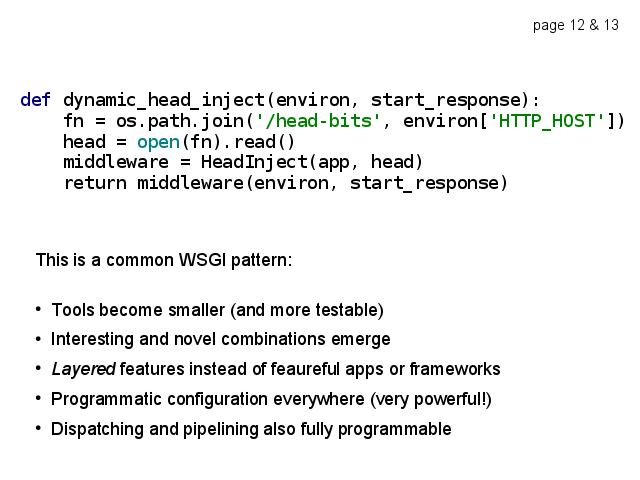 page 12 & 13
def dynamic_head_inject(environ, start_response):
    fn = os.path.join('/head-bits', environ['HTTP_HOST'])
    head = open(fn).read()
    middleware = HeadInject(app, head)
    return middleware(environ, start_response)
This is a common WSGI pattern:
• Tools become smaller (and more testable)
• Interesting and novel combinations emerge
• Layered features instead of feaureful apps or frameworks
• Programmatic configuration everywhere (very powerful!)
• Dispatching and pipelining also fully programmable